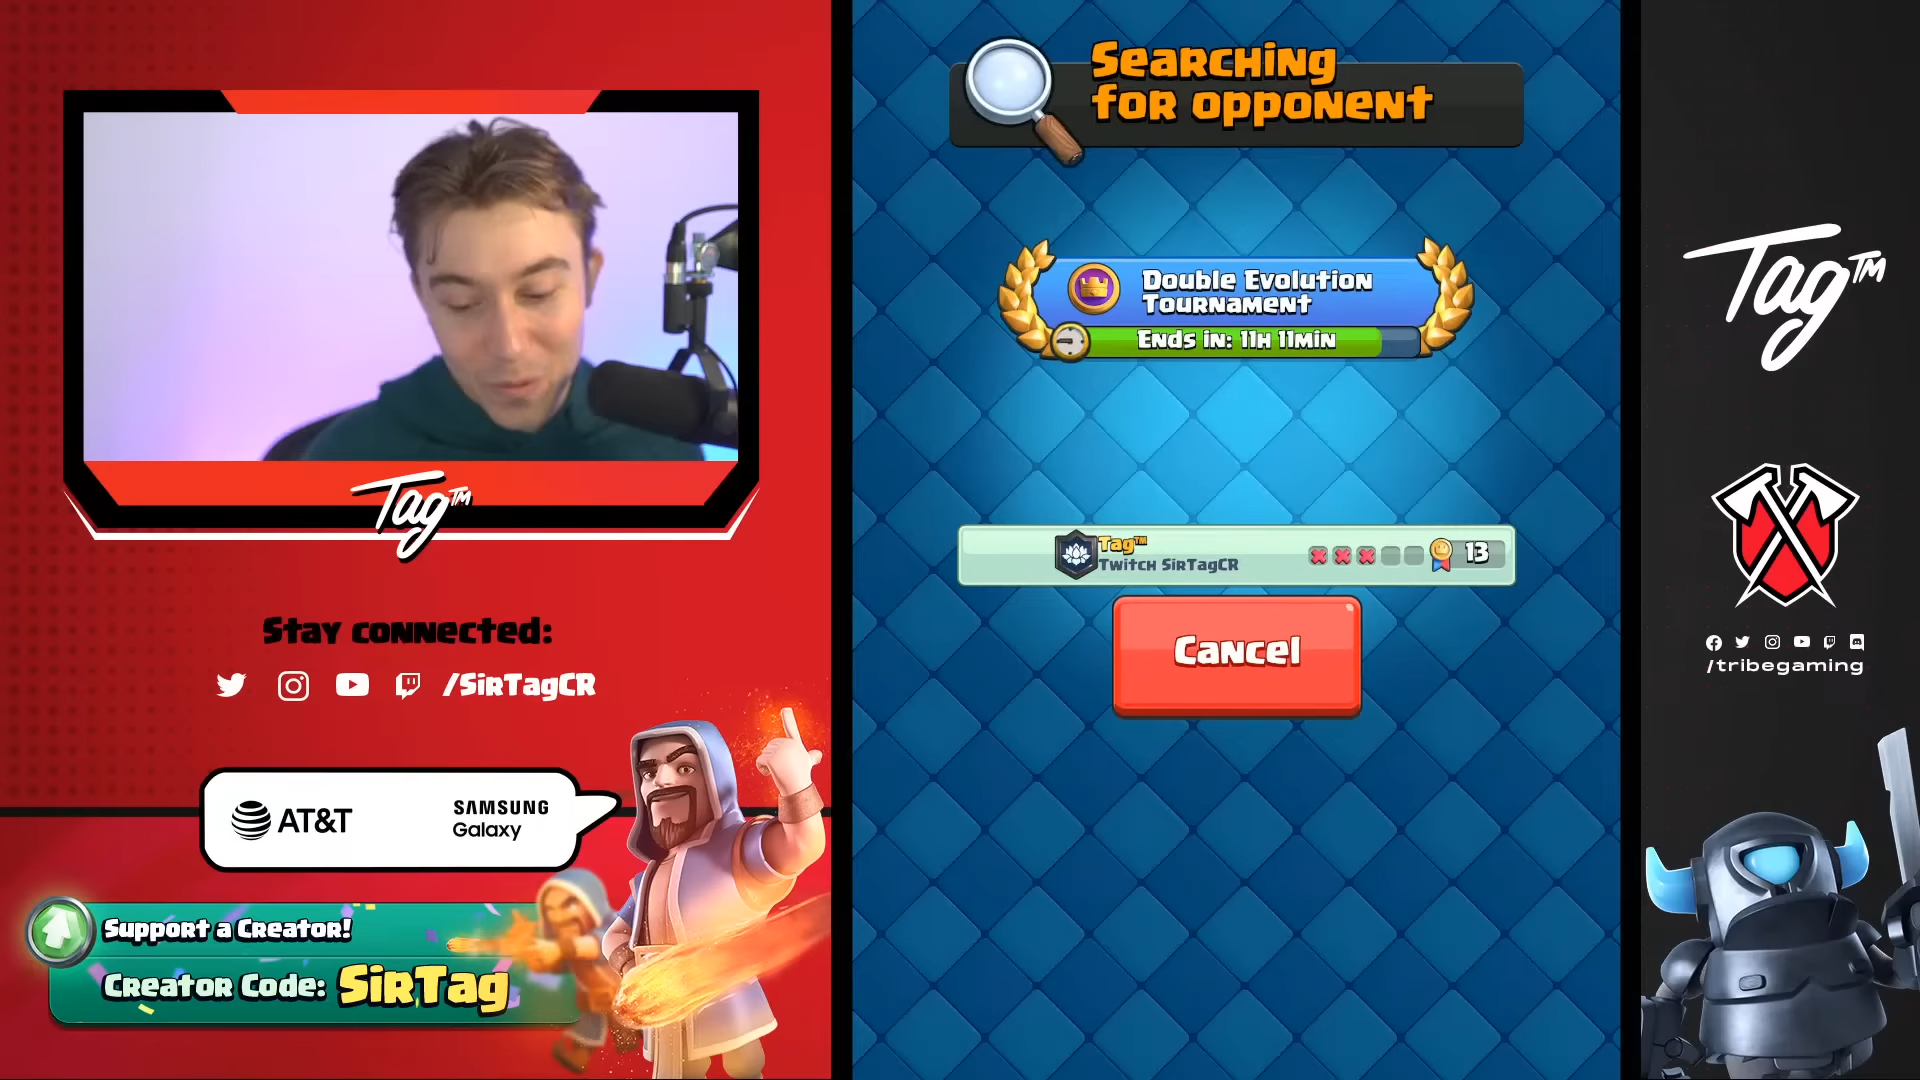 Tag™
Stay connected:
/SirTagCR
AT&T
SAMSUNG
Galaxy
Support a Creator!
Creator Code: SirTag
Searching
for opponent
Double Evolution
Tournament
Ends in: 11h 11min
Tag™
Twitch SirTagCR
13
Cancel
Tag™
/tribegaming